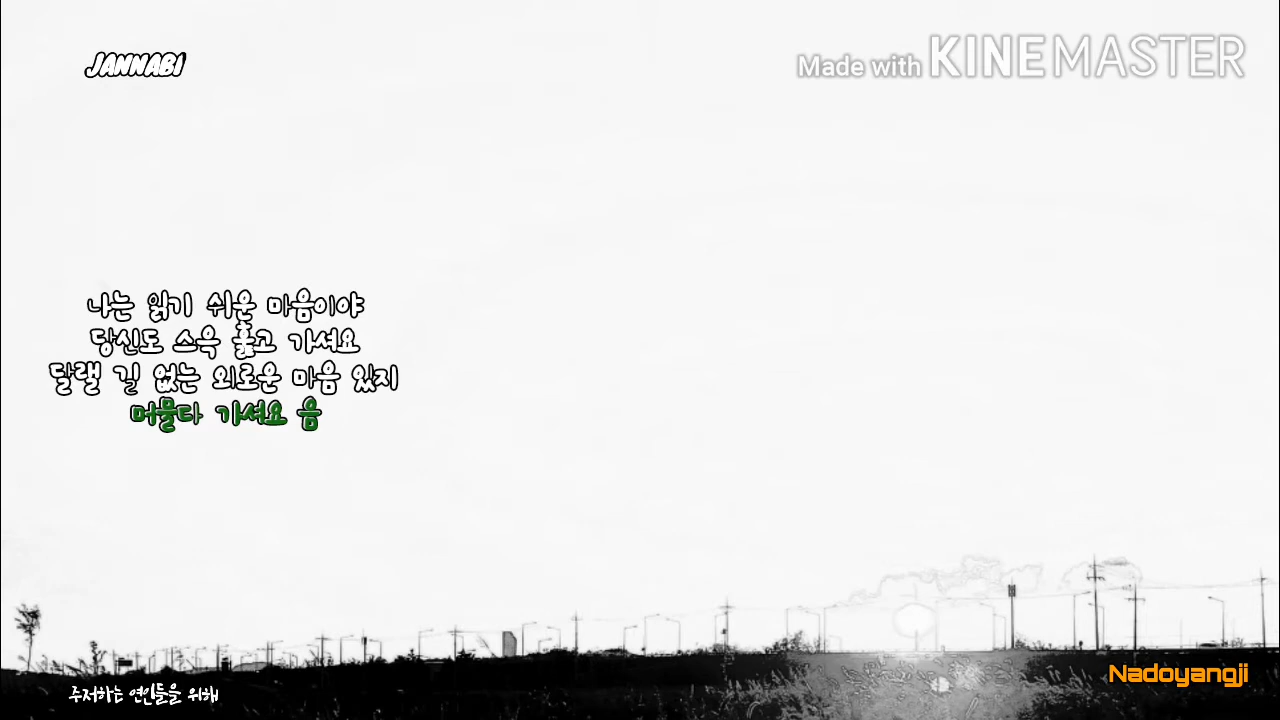 JANNABI
Made with KINEMASTER
나는 읽기 쉬운 마음이야
당신도 스윽 훑고 가셔요
달랠 길 없는 외로운 마음 있지
머물다 가셔요 음
주저하는 연인들을 위해
Nadoyangji